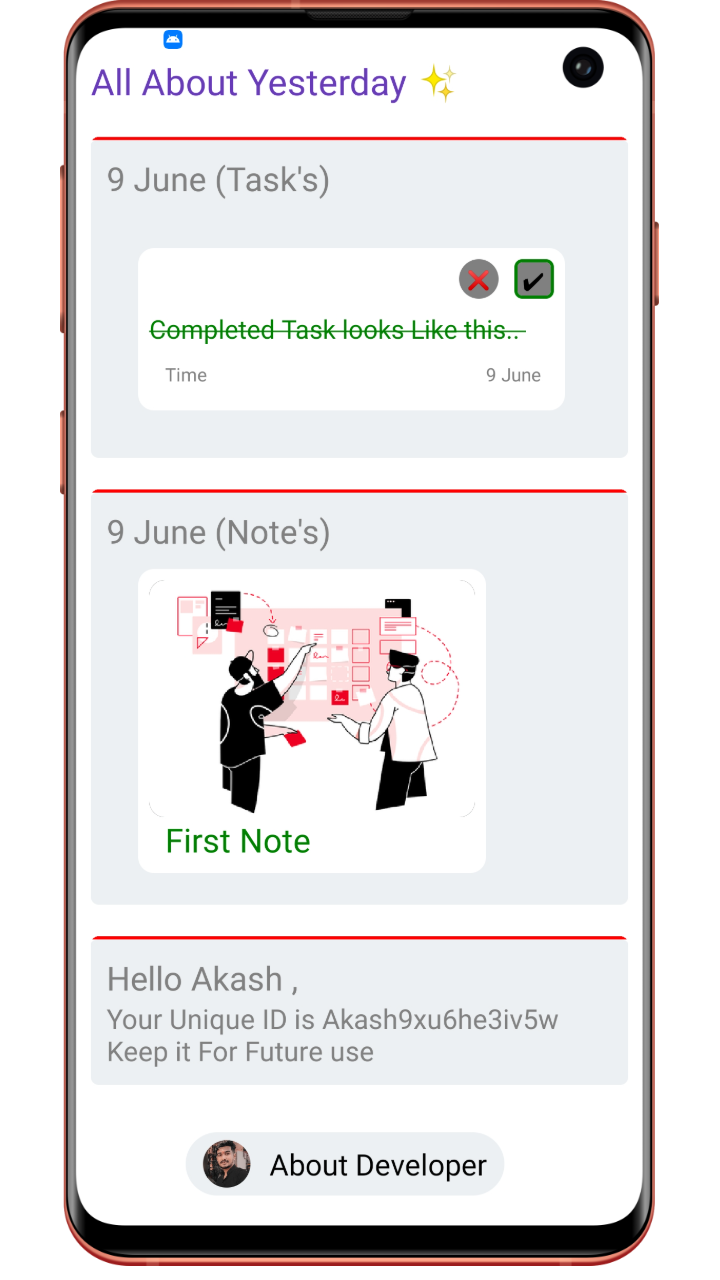 All About Yesterday ✨
9 June (Task's)
Completed Task looks Like this..
Time
9 June
9 June (Note's)
First Note
Hello Akash ,
Your Unique ID is Akash9xu6he3iv5w
Keep it For Future use
About Developer